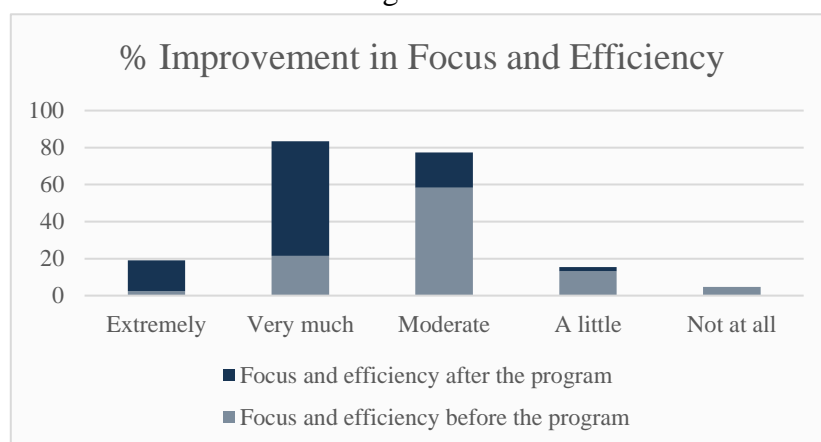 % Improvement in Focus and Efficiency
100
80
60
40
20
0
Extremely Very much Moderate A little Not at all
Focus and efficiency after the program
Focus and efficiency before the program